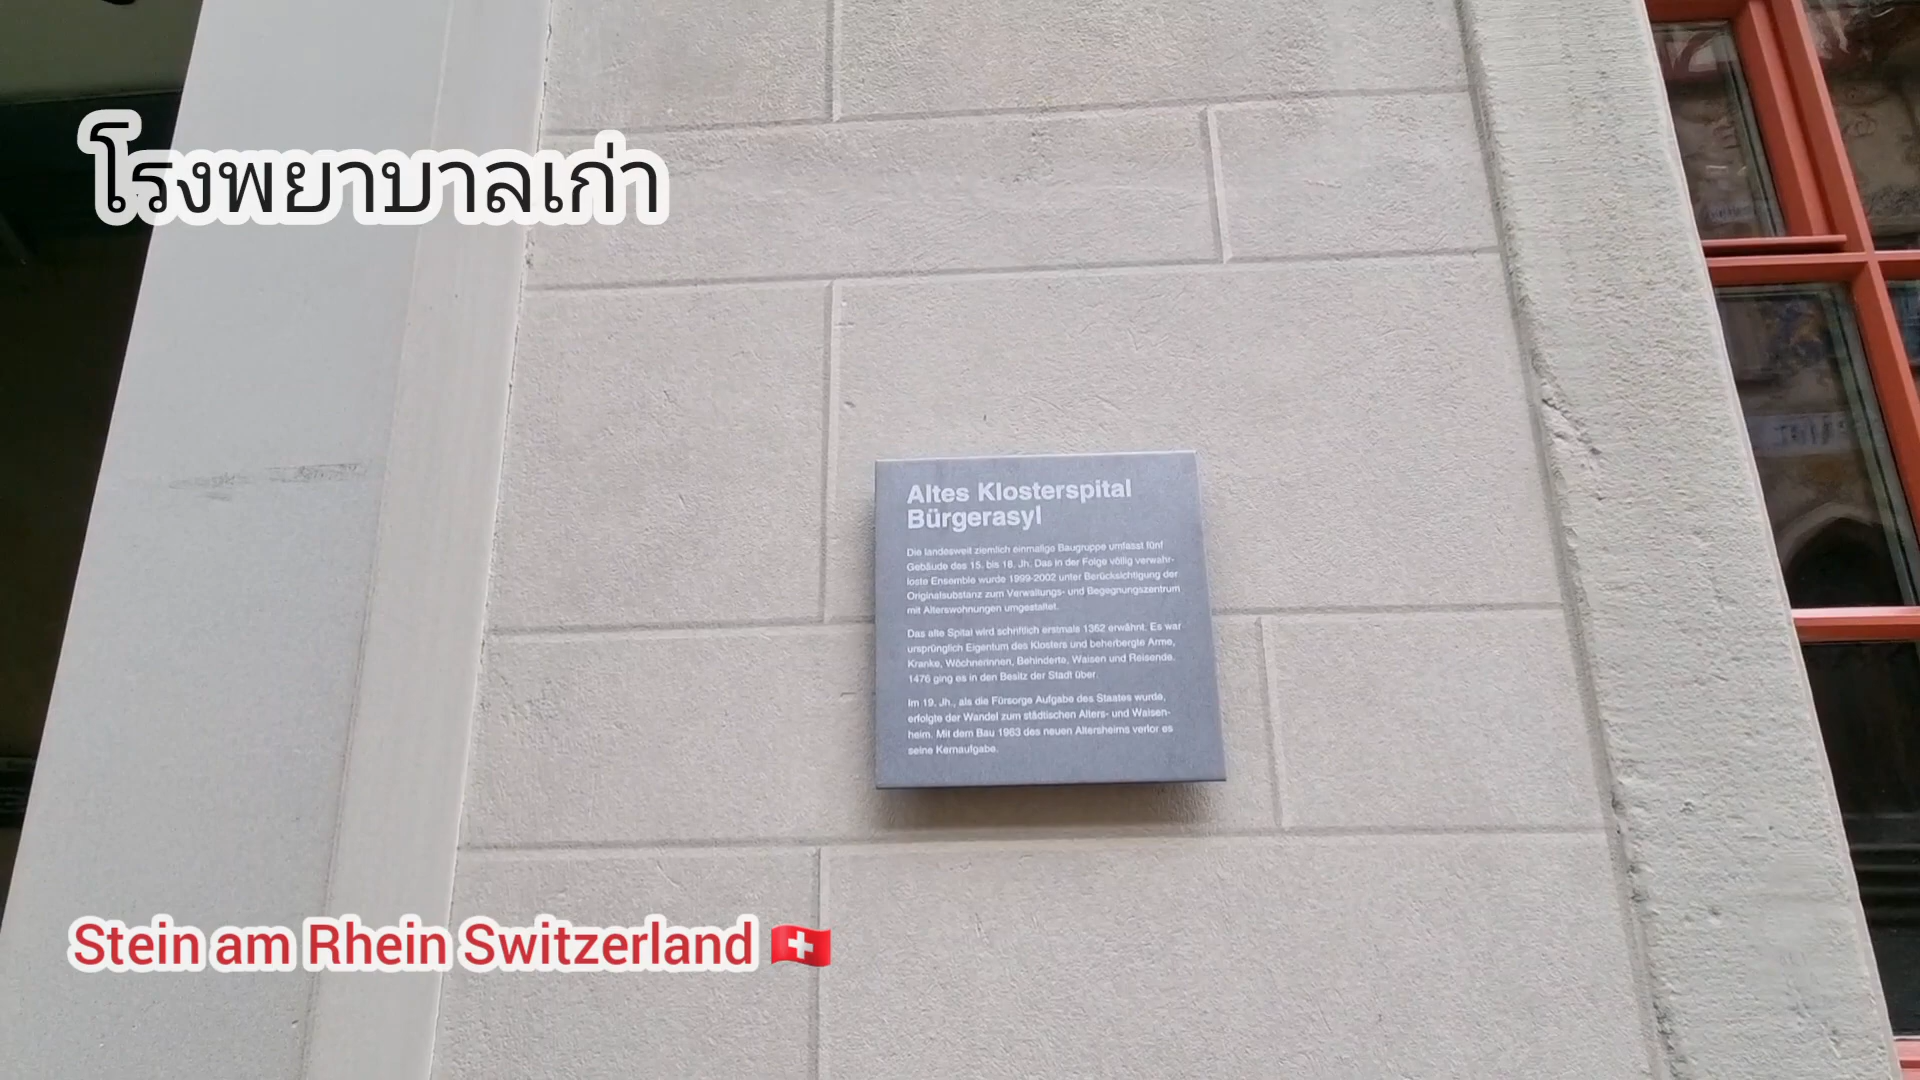 โรงพยาบาลเก่า
Altes Klosterspital
Bürgerasyl
Die landesweit ziemlich einmalige Baugruppe umfasst fünf
Gebäude des 15. bis 18. Jh. Das in der Folge völlig verwahr-
loste Ensemble wurde 1999-2002 unter Berücksichtigung der
Originalsubstanz zum Verwaltungs- und Begegnungszentrum
mit Alterswohnungen umgestaltet.
Das alte Spital wird schriftlich erstmals 1362 erwähnt. Es war
ursprünglich Eigentum des Klosters und beherbergte Arme,
Kranke, Wöchnerinnen, Behinderte, Waisen und Reisende.
1476 ging es in den Besitz der Stadt über.
Im 19. Jh., als die Fürsorge Aufgabe des Staates wurde,
erfolgte der Wandel zum städtischen Alters- und Waisen-
heim. Mit dem Bau 1963 des neuen Altersheims verlor es
seine Kernaufgabe.
Stein am Rhein Switzerland 🇨🇭